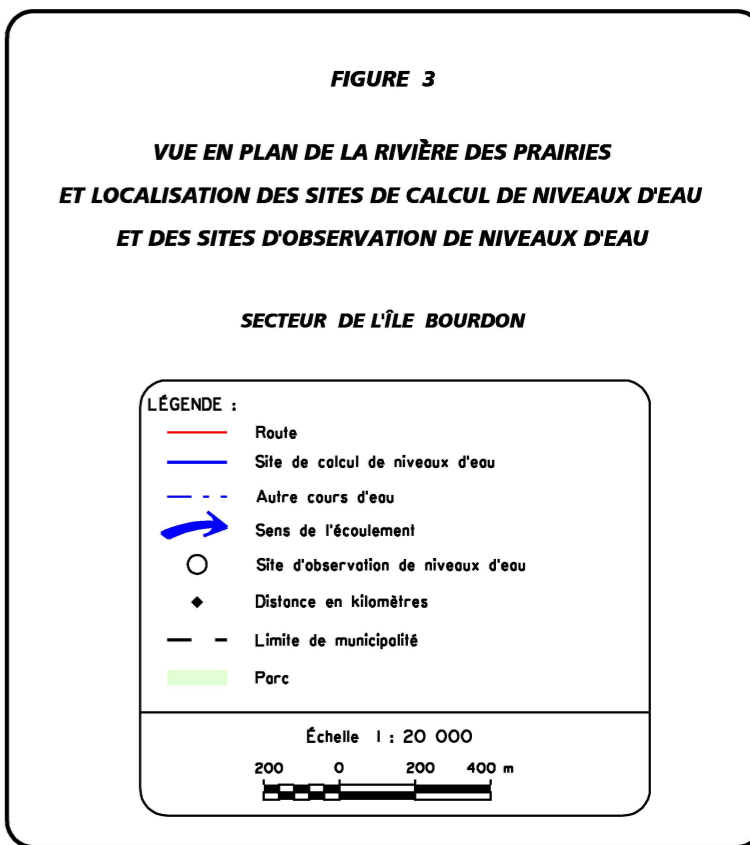 FIGURE 3
VUE EN PLAN DE LA RIVIÈRE DES PRAIRIES
ET LOCALISATION DES SITES DE CALCUL DE NIVEAUX D'EAU
ET DES SITES D'OBSERVATION DE NIVEAUX D'EAU
SECTEUR DE L'ÎLE BOURDON
LÉGENDE :
Route
Site de calcul de niveaux d'eau
Autre cours d'eau
Sens de l'écoulement
Site d'observation de niveaux d'eau
Distance en kilomètres
Limite de municipalité
Parc
Échelle 1 : 20 000
200 0 200 400 m